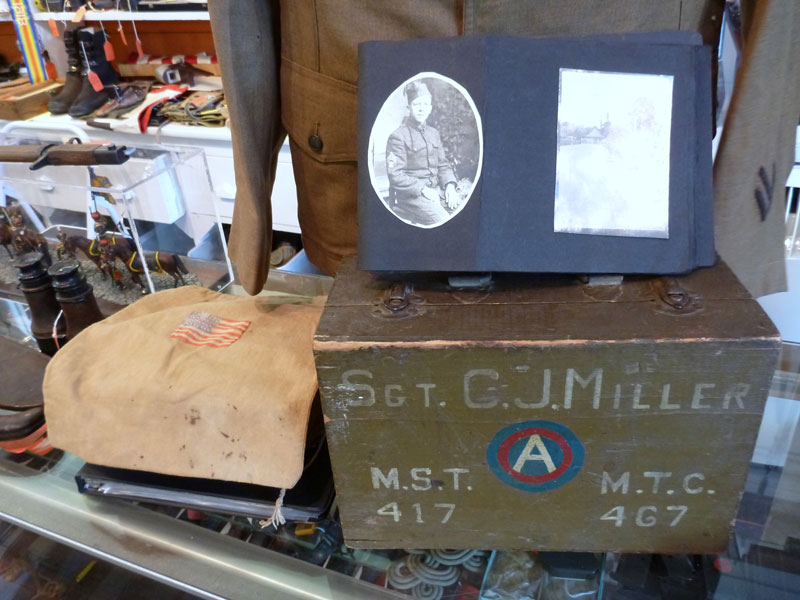 SGT. C.J. MILLER
A
M.S.T. M.T.C.
417 467